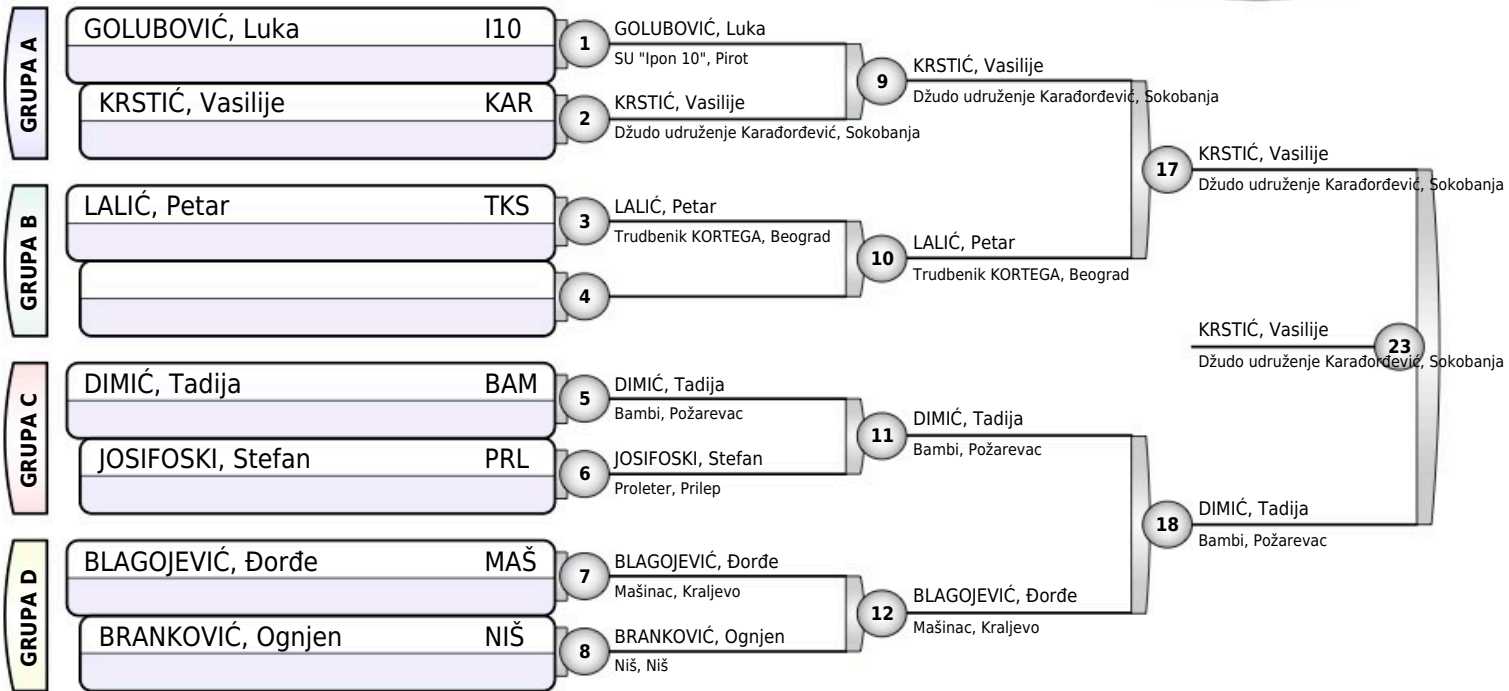 GRUPA A
GOLUBOVIĆ, Luka I10
KRSTIĆ, Vasilije KAR
1
GOLUBOVIĆ, Luka
SU "Ipon 10", Pirot
2
KRSTIĆ, Vasilije
Džudo udruženje Karađorđević, Sokobanja
9
KRSTIĆ, Vasilije
Džudo udruženje Karađorđević, Sokobanja
GRUPA B
LALIĆ, Petar TKS
3
LALIĆ, Petar
Trudbenik KORTEGA, Beograd
4
10
LALIĆ, Petar
Trudbenik KORTEGA, Beograd
17
KRSTIĆ, Vasilije
Džudo udruženje Karađorđević, Sokobanja
GRUPA C
DIMIĆ, Tadija BAM
JOSIFOSKI, Stefan PRL
5
DIMIĆ, Tadija
Bambi, Požarevac
6
JOSIFOSKI, Stefan
Proleter, Prilep
11
DIMIĆ, Tadija
Bambi, Požarevac
GRUPA D
BLAGOJEVIĆ, Đorđe MAŠ
BRANKOVIĆ, Ognjen NIŠ
7
BLAGOJEVIĆ, Đorđe
Mašinac, Kraljevo
8
BRANKOVIĆ, Ognjen
Niš, Niš
12
BLAGOJEVIĆ, Đorđe
Mašinac, Kraljevo
18
DIMIĆ, Tadija
Bambi, Požarevac
KRSTIĆ, Vasilije
23
Džudo udruženje Karađorđević, Sokobanja